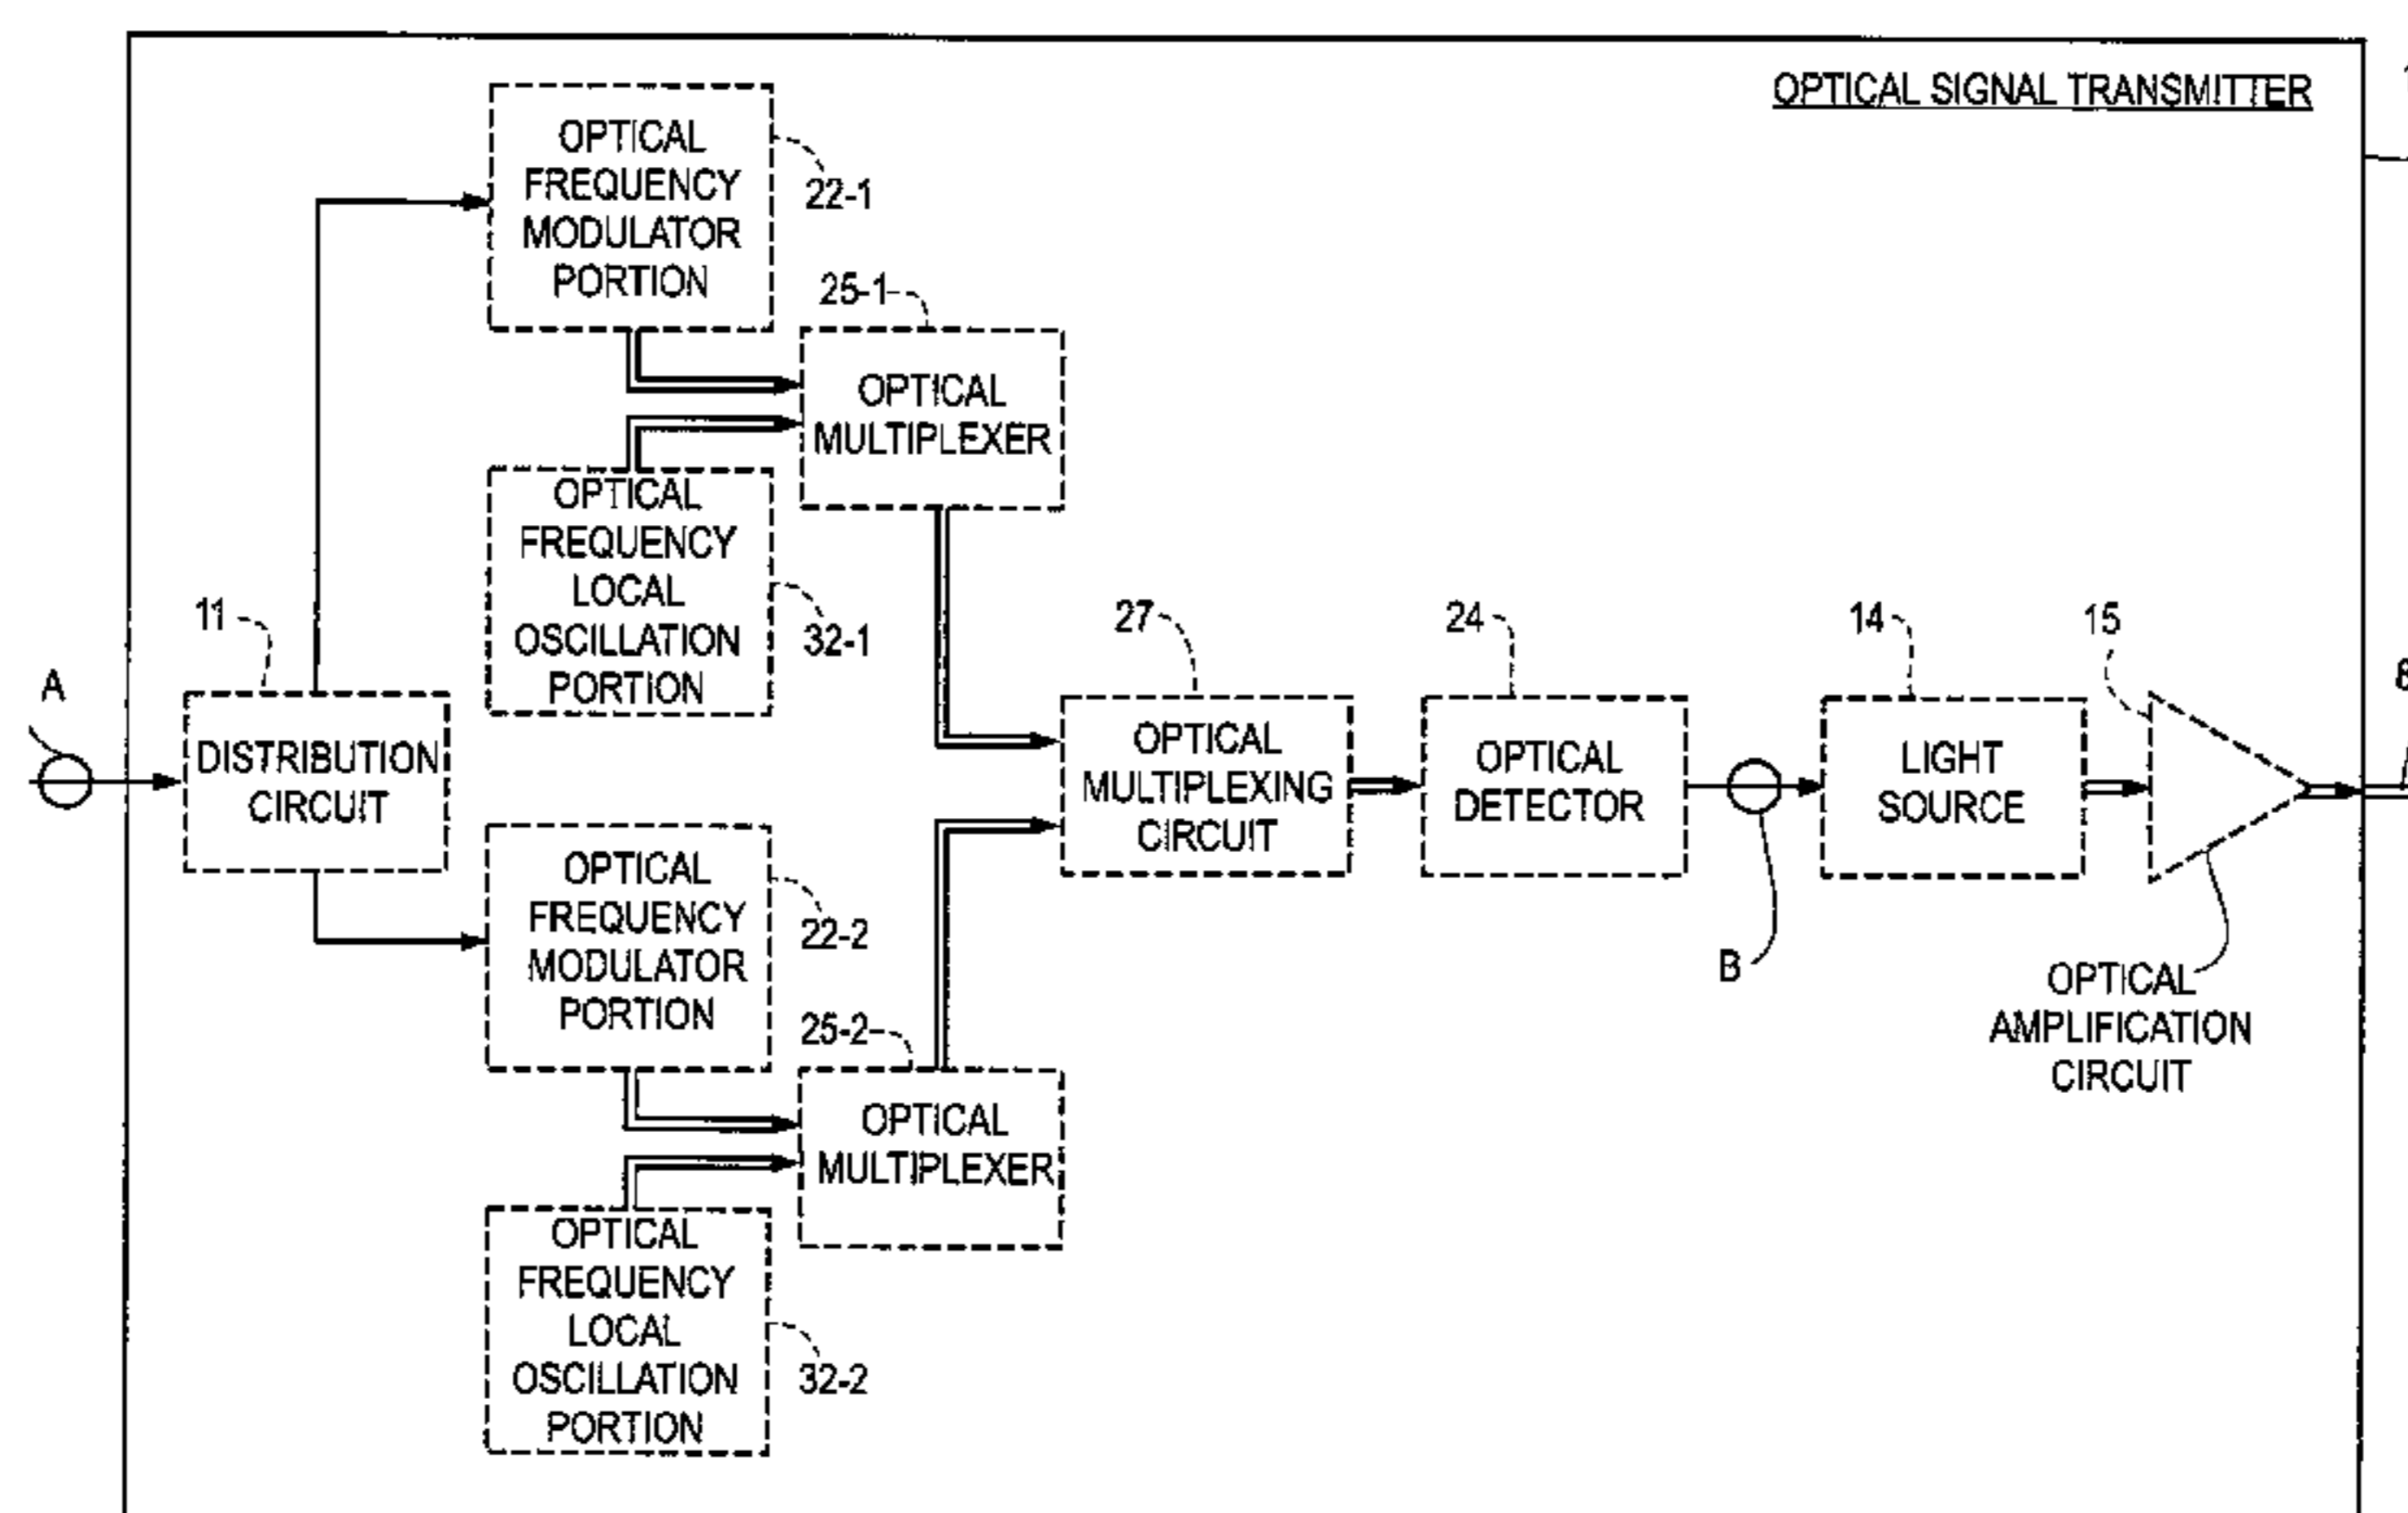 OPTICAL SIGNAL TRANSMITTER
OPTICAL
FREQUENCY
MODULATOR
PORTION
22-1
25-1
OPTICAL
MULTIPLEXER
OPTICAL
FREQUENCY
LOCAL
OSCILLATION
PORTION
32-1
A
11
DISTRIBUTION
CIRCUIT
27
OPTICAL
MULTIPLEXING
CIRCUIT
24
OPTICAL
DETECTOR
B
14
LIGHT
SOURCE
15
OPTICAL
AMPLIFICATION
CIRCUIT
OPTICAL
FREQUENCY
MODULATOR
PORTION
22-2
25-2
OPTICAL
MULTIPLEXER
OPTICAL
FREQUENCY
LOCAL
OSCILLATION
PORTION
32-2